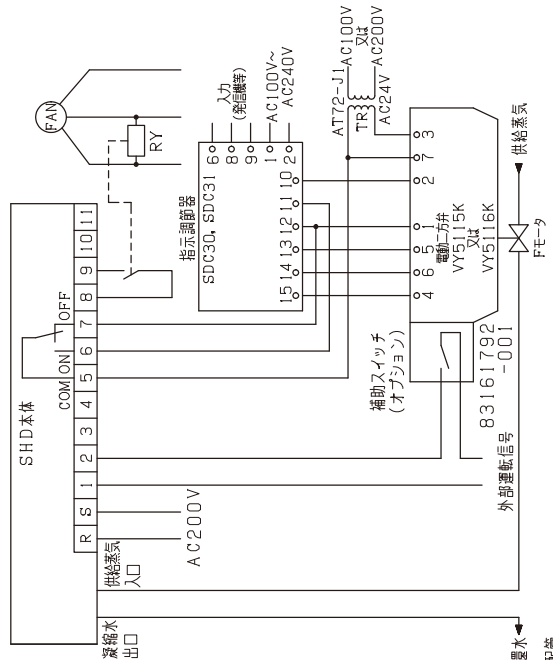 SHD本体
R S 1 2 3 4 5 6 7 8 9 10 11
COM ON OFF
FAN
RY
供給蒸気
入口
AC200V
凝縮水
出口
指示調節器
SDC30,SDC31
6 8 9 1 2
15 14 13 12 11 10
入力
(発信機等)
AC100V~
AC240V
AT72-J1
TR
AC100V
又は
AC200V
AC24V
4 6 5 1 2 7 3
電動二方弁
VY5115K
又は
VY5116K
補助スイッチ
(オプション)
83161792
-001
外部運転信号
Fモータ
供給蒸気